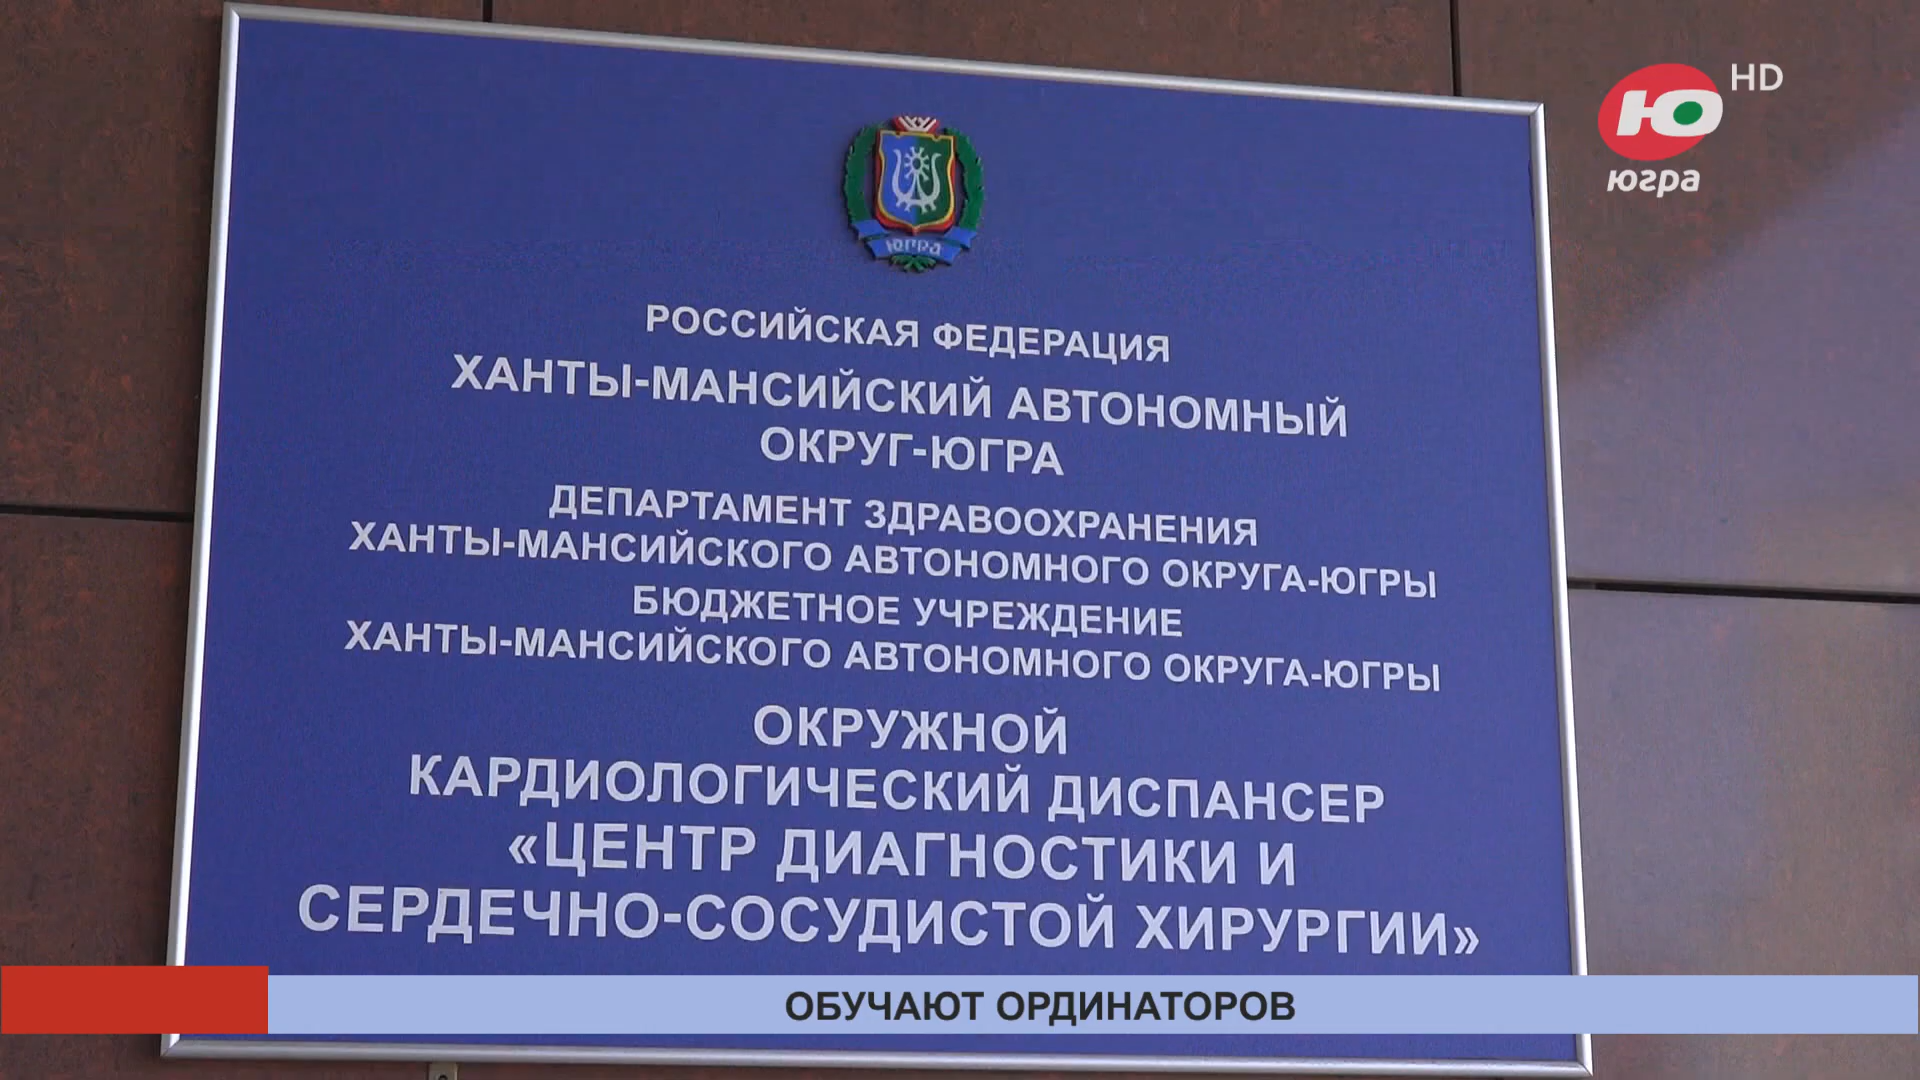 HD
Ю
югра
ЮГРА
РОССИЙСКАЯ ФЕДЕРАЦИЯ
ХАНТЫ-МАНСИЙСКИЙ АВТОНОМНЫЙ
ОКРУГ-ЮГРА
ДЕПАРТАМЕНТ ЗДРАВООХРАНЕНИЯ
ХАНТЫ-МАНСИЙСКОГО АВТОНОМНОГО ОКРУГА-ЮГРЫ
БЮДЖЕТНОЕ УЧРЕЖДЕНИЕ
ХАНТЫ-МАНСИЙСКОГО АВТОНОМНОГО ОКРУГА-ЮГРЫ
ОКРУЖНОЙ
КАРДИОЛОГИЧЕСКИЙ ДИСПАНСЕР
«ЦЕНТР ДИАГНОСТИКИ И
СЕРДЕЧНО-СОСУДИСТОЙ ХИРУРГИИ»
ОБУЧАЮТ ОРДИНАТОРОВ